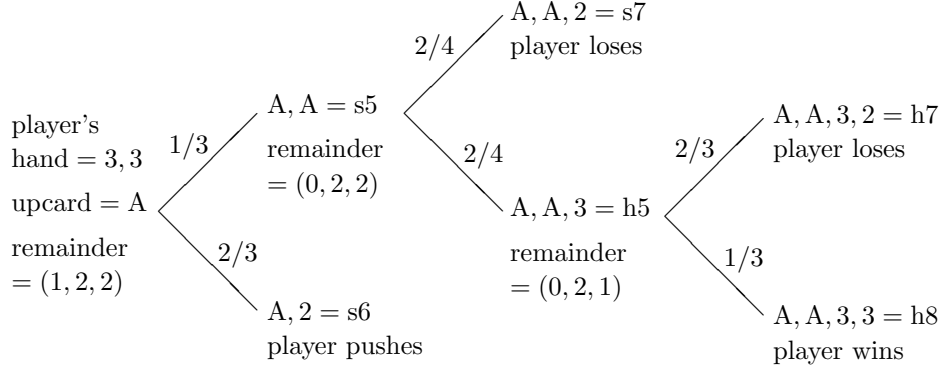 player's
hand = 3, 3
upcard = A
remainder
= (1, 2, 2)
1/3
2/3
A, A = s5
remainder
= (0, 2, 2)
A, 2 = s6
player pushes
2/4
2/4
A, A, 2 = s7
player loses
A, A, 3 = h5
remainder
= (0, 2, 1)
2/3
1/3
A, A, 3, 2 = h7
player loses
A, A, 3, 3 = h8
player wins